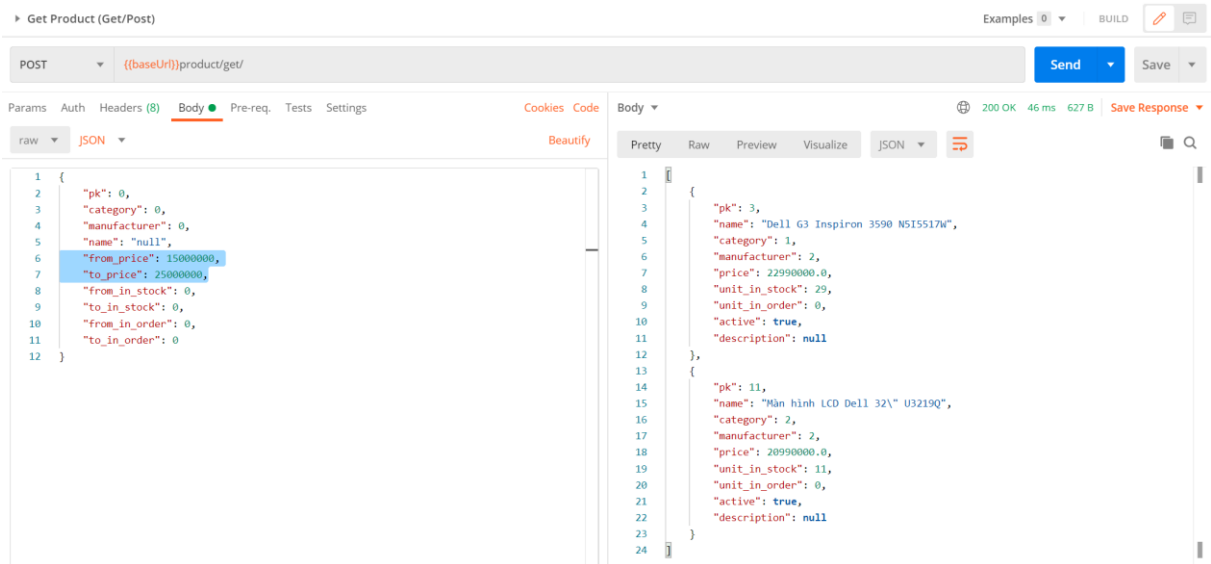 Get Product (Get/Post)
Examples 0
BUILD
POST
{{baseUrl}}product/get/
Send
Save
Params Auth Headers (8) Body Pre-req. Tests Settings
Cookies Code
raw JSON
Beautify
1 {
2 "pk": 0,
3 "category": 0,
4 "manufacturer": 0,
5 "name": "null",
6 "from_price": 15000000,
7 "to_price": 25000000,
8 "from_in_stock": 0,
9 "to_in_stock": 0,
10 "from_in_order": 0,
11 "to_in_order": 0
12 }
Body
200 OK 46 ms 627 B Save Response
Pretty Raw Preview Visualize JSON
1 [
2 {
3 "pk": 3,
4 "name": "Dell G3 Inspiron 3590 N5I5517W",
5 "category": 1,
6 "manufacturer": 2,
7 "price": 22990000.0,
8 "unit_in_stock": 29,
9 "unit_in_order": 0,
10 "active": true,
11 "description": null
12 },
13 {
14 "pk": 11,
15 "name": "Màn hình LCD Dell 32\" U3219Q",
16 "category": 2,
17 "manufacturer": 2,
18 "price": 20990000.0,
19 "unit_in_stock": 11,
20 "unit_in_order": 0,
21 "active": true,
22 "description": null
23 }
24 ]